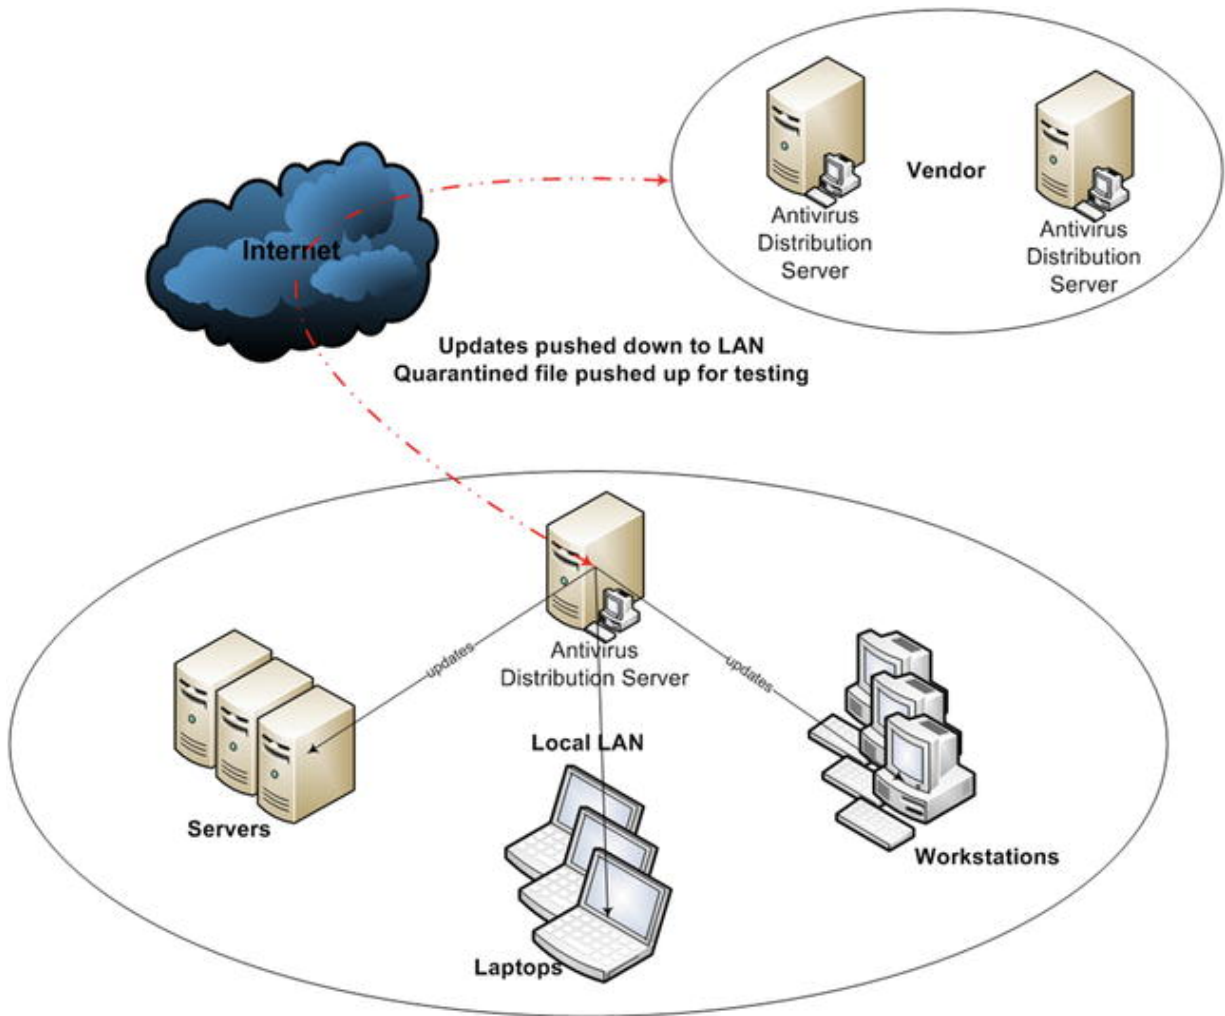 Vendor
Antivirus
Distribution
Server
Antivirus
Distribution
Server
Internet
Updates pushed down to LAN
Quarantined file pushed up for testing
Antivirus
Distribution Server
updates
updates
Local LAN
Servers
Workstations
Laptops